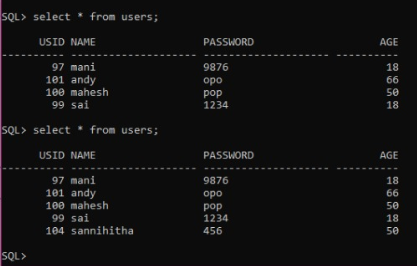 SQL> select * from users;
USID NAME PASSWORD AGE
---------- -------------------- -------------------- ----------
97 mani 9876 18
101 andy opo 66
100 mahesh pop 50
99 sai 1234 18
SQL> select * from users;
USID NAME PASSWORD AGE
---------- -------------------- -------------------- ----------
97 mani 9876 18
101 andy opo 66
100 mahesh pop 50
99 sai 1234 18
104 sannihitha 456 50
SQL>